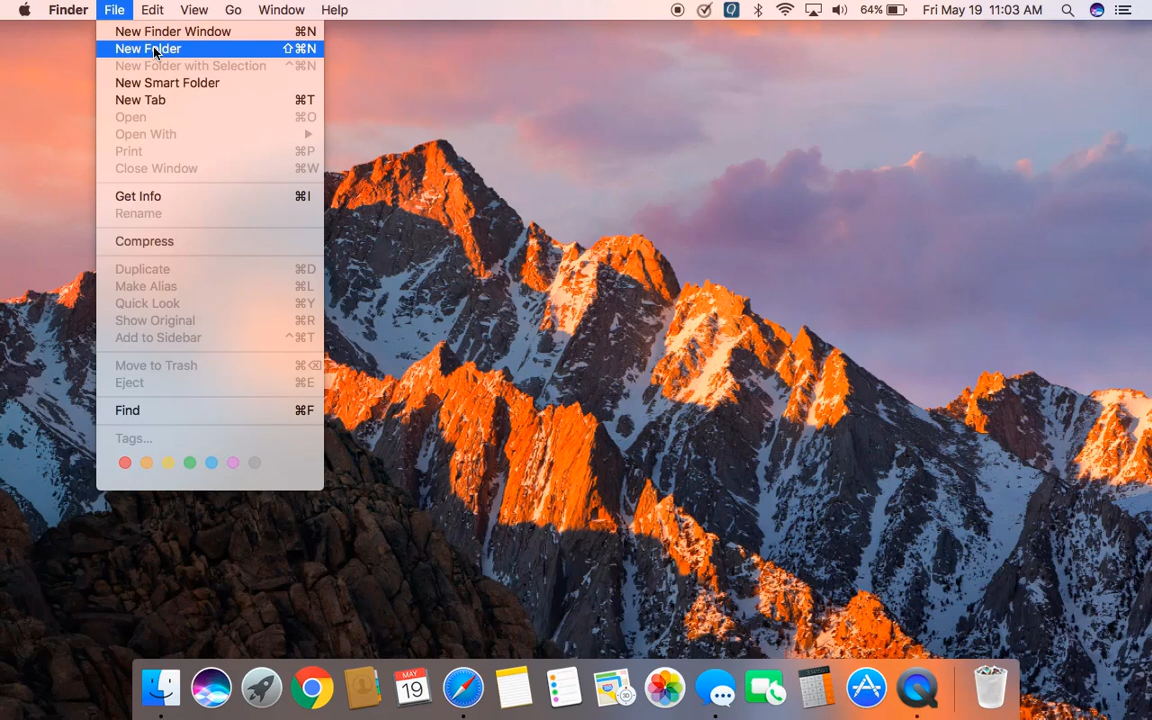 Finder File Edit View Go Window Help 64% Fri May 19 11:03 AM
New Finder Window ⌘N
New Folder ⇧⌘N
New Folder with Selection ^⌘N
New Smart Folder
New Tab ⌘T
Open ⌘O
Open With ▶
Print ⌘P
Close Window ⌘W
Get Info ⌘I
Rename
Compress
Duplicate ⌘D
Make Alias ⌘L
Quick Look ⌘Y
Show Original ⌘R
Add to Sidebar ^⌘T
Move to Trash ⌘⌫
Eject ⌘E
Find ⌘F
Tags...
MAY
19